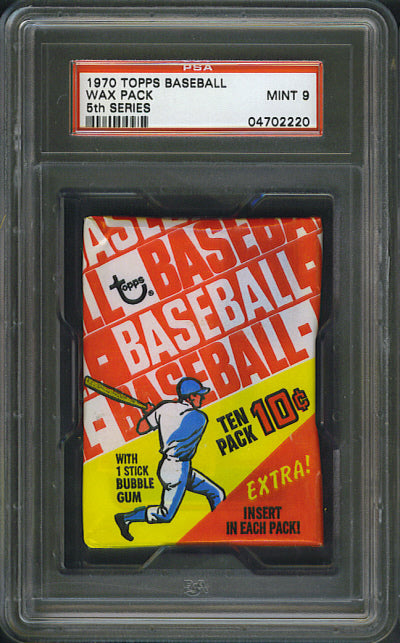 PSA
1970 TOPPS BASEBALL
WAX PACK
MINT 9
5th SERIES
04702220
BASEBALL
Topps
BASEBALL
BASEBALL
TEN
PACK
10¢
WITH
1 STICK
BUBBLE
GUM
EXTRA!
INSERT
IN EACH PACK!
PSA